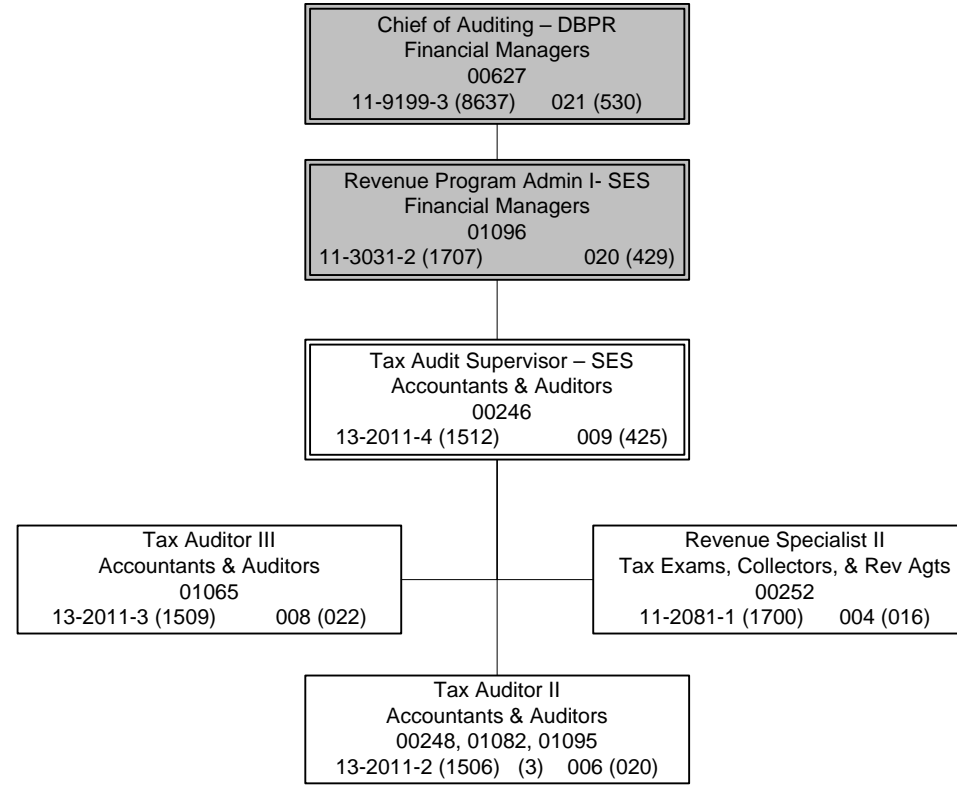 Chief of Auditing – DBPR
Financial Managers
00627
11-9199-3 (8637) 021 (530)
Revenue Program Admin I- SES
Financial Managers
01096
11-3031-2 (1707) 020 (429)
Tax Audit Supervisor – SES
Accountants & Auditors
00246
13-2011-4 (1512) 009 (425)
Tax Auditor III
Accountants & Auditors
01065
13-2011-3 (1509) 008 (022)
Revenue Specialist II
Tax Exams, Collectors, & Rev Agts
00252
11-2081-1 (1700) 004 (016)
Tax Auditor II
Accountants & Auditors
00248, 01082, 01095
13-2011-2 (1506) (3) 006 (020)